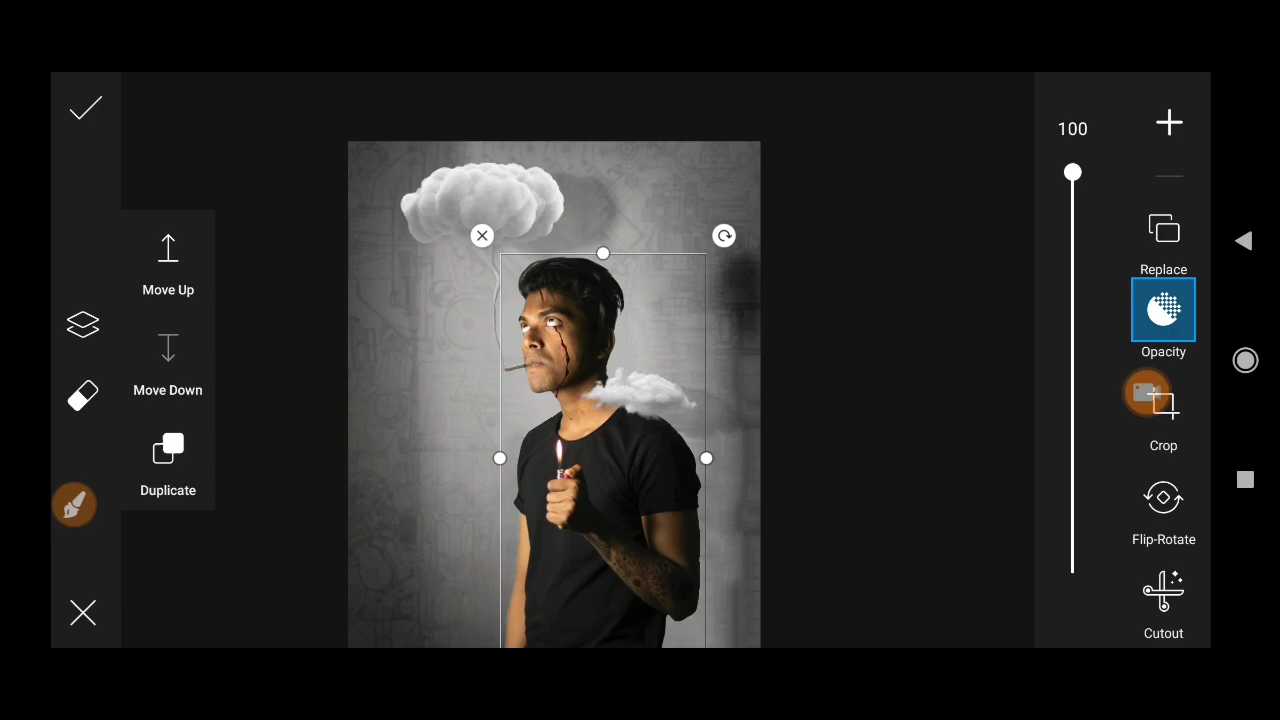 100
Move Up
Move Down
Duplicate
Replace
Opacity
Crop
Flip-Rotate
Cutout